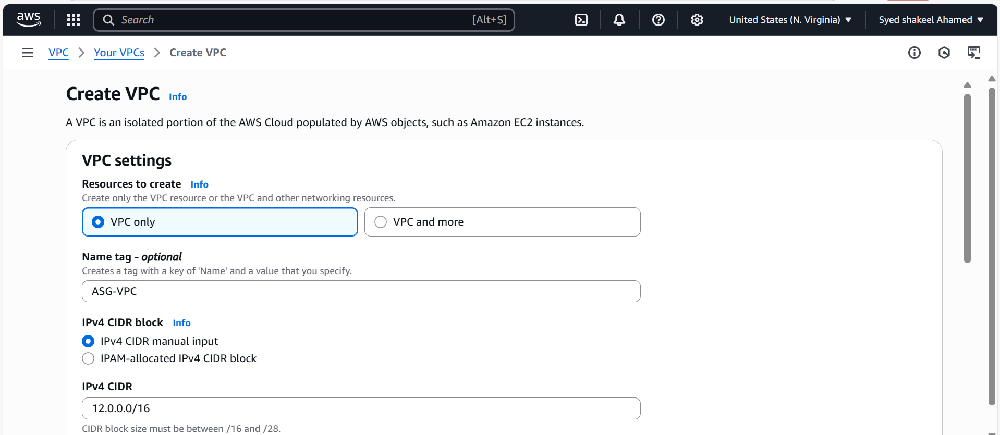 aws Search [Alt+S] United States (N. Virginia) Syed shakeel Ahamed
VPC Your VPCs Create VPC
Create VPC Info
A VPC is an isolated portion of the AWS Cloud populated by AWS objects, such as Amazon EC2 instances.
VPC settings
Resources to create Info
Create only the VPC resource or the VPC and other networking resources.
VPC only VPC and more
Name tag - optional
Creates a tag with a key of 'Name' and a value that you specify.
ASG-VPC
IPv4 CIDR block Info
IPv4 CIDR manual input
IPAM-allocated IPv4 CIDR block
IPv4 CIDR
12.0.0.0/16
CIDR block size must be between /16 and /28.